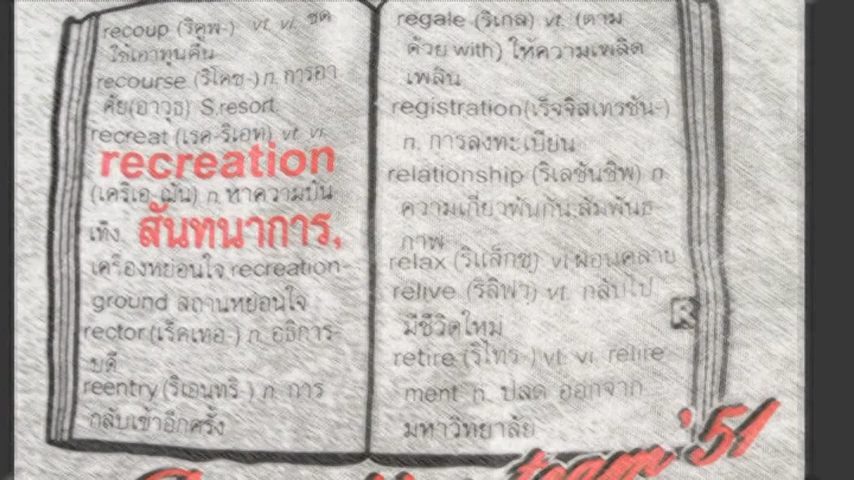 recoup (ริคูพ-) vt. vi. ชด
ใช้เอาทุนคืน
recourse (ริโคซ-) n. การอา
ศัย(อาวุธ) S.resort
recreat (เรค-ริเอท) vt. vi.
recreation
(เคริเอ_ฌัน) n. หาความบัน
เทิง สันทนาการ,
เครื่องหย่อนใจ recreation-
ground สถานหย่อนใจ
rector (เร็คเทอ-) n. อธิการ-
บดี
reentry (ริเอนทริ-) n. การ
กลับเข้าอีกครั้ง
regale (ริเกล) vt. (ตาม
ด้วย with) ให้ความเพลิด
เพลิน
registration (เร็จจิสเทรชัน-)
n. การลงทะเบียน
relationship (ริเลชันชิพ) n
ความเกี่ยวพันกัน,สัมพันธ-
ภาพ
relax (ริแล็กซ) vi ผ่อนคลาย
relive (ริลิฟว) vt. กลับไป
มีชีวิตใหม่
retire (ริไทร-) vt. vi. retire
ment n. ปลด ออกจาก
มหาวิทยาลัย
R
team'51